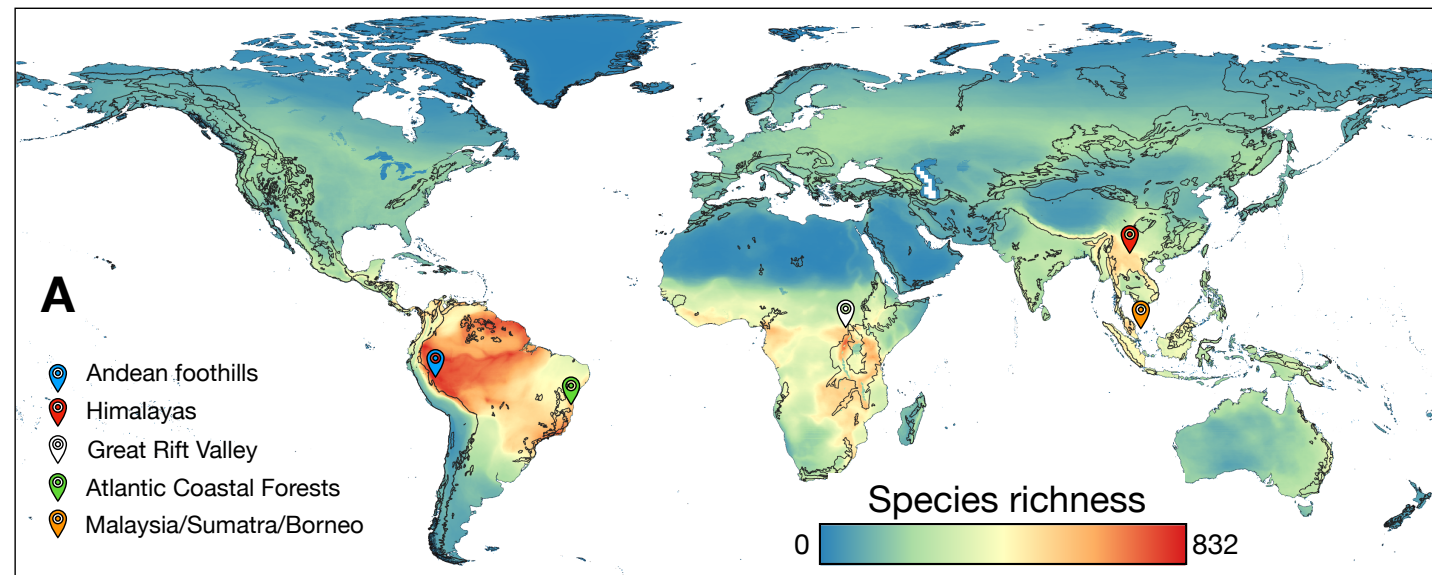 A
Andean foothills
Himalayas
Great Rift Valley
Atlantic Coastal Forests
Malaysia/Sumatra/Borneo
Species richness
0 832